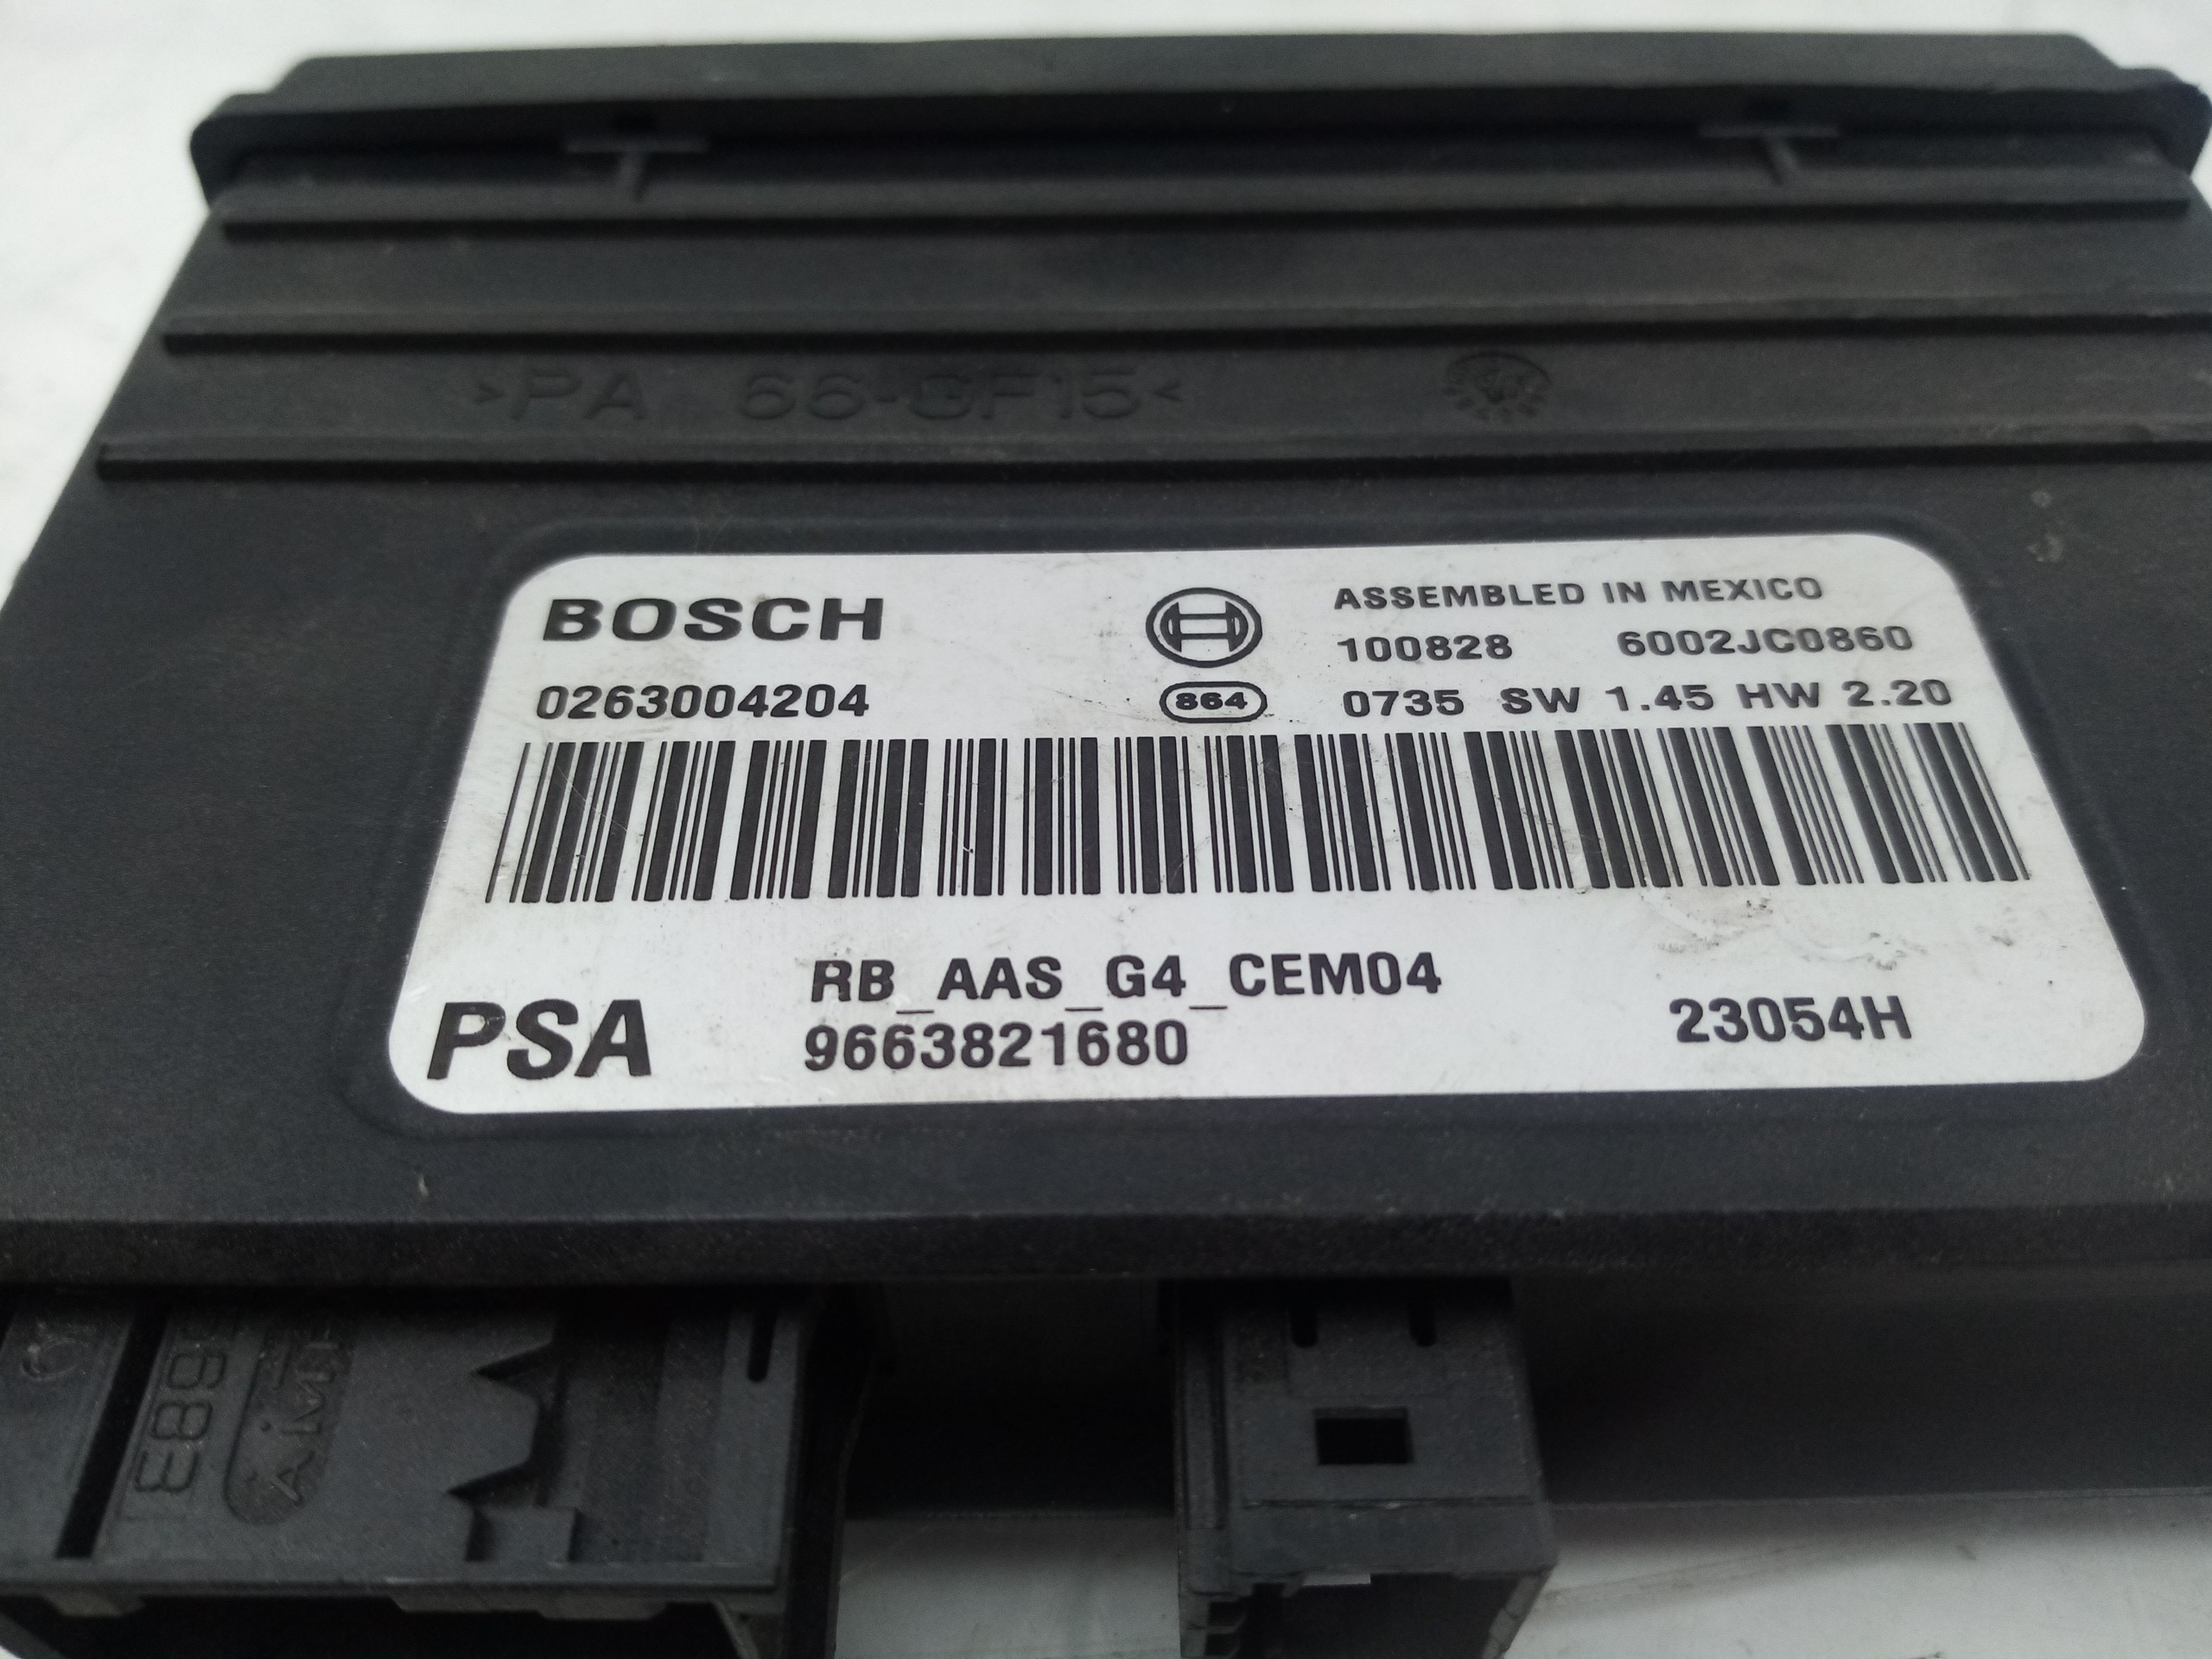 >PA 66-GF15<
BOSCH
ASSEMBLED IN MEXICO
100828 6002JC0860
0263004204
864
0735 SW 1.45 HW 2.20
RB_AAS_G4_CEM04
PSA
9663821680
23054H